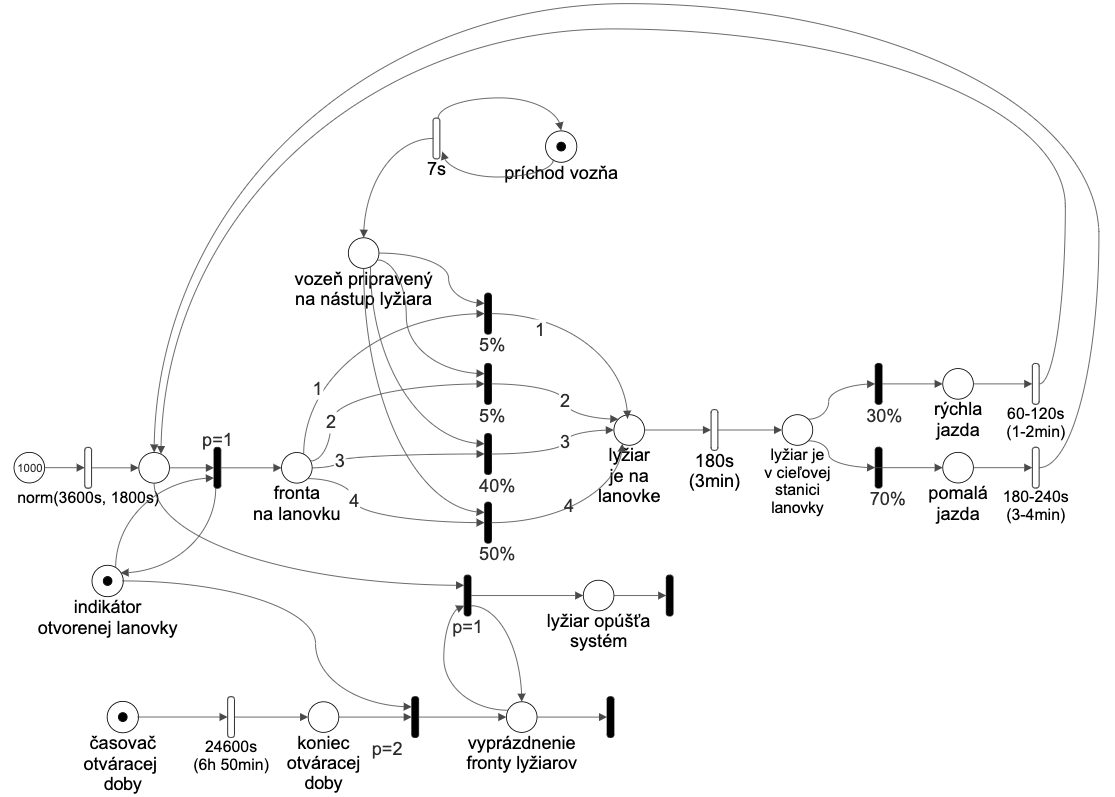 7s
príchod vozňa
vozeň pripravený
na nástup lyžiara
1
5%
1
2
5%
2
3
40%
3
4
50%
4
1000
norm(3600s, 1800s)
p=1
fronta
na lanovku
lyžiar
je na
lanovke
180s
(3min)
lyžiar je
v cieľovej
stanici
lanovky
30%
rýchla
jazda
60-120s
(1-2min)
70%
pomalá
jazda
180-240s
(3-4min)
indikátor
otvorenej lanovky
p=1
lyžiar opúšťa
systém
časovač
otváracej
doby
24600s
(6h 50min)
koniec
otváracej
doby
p=2
vyprázdnenie
fronty lyžiarov